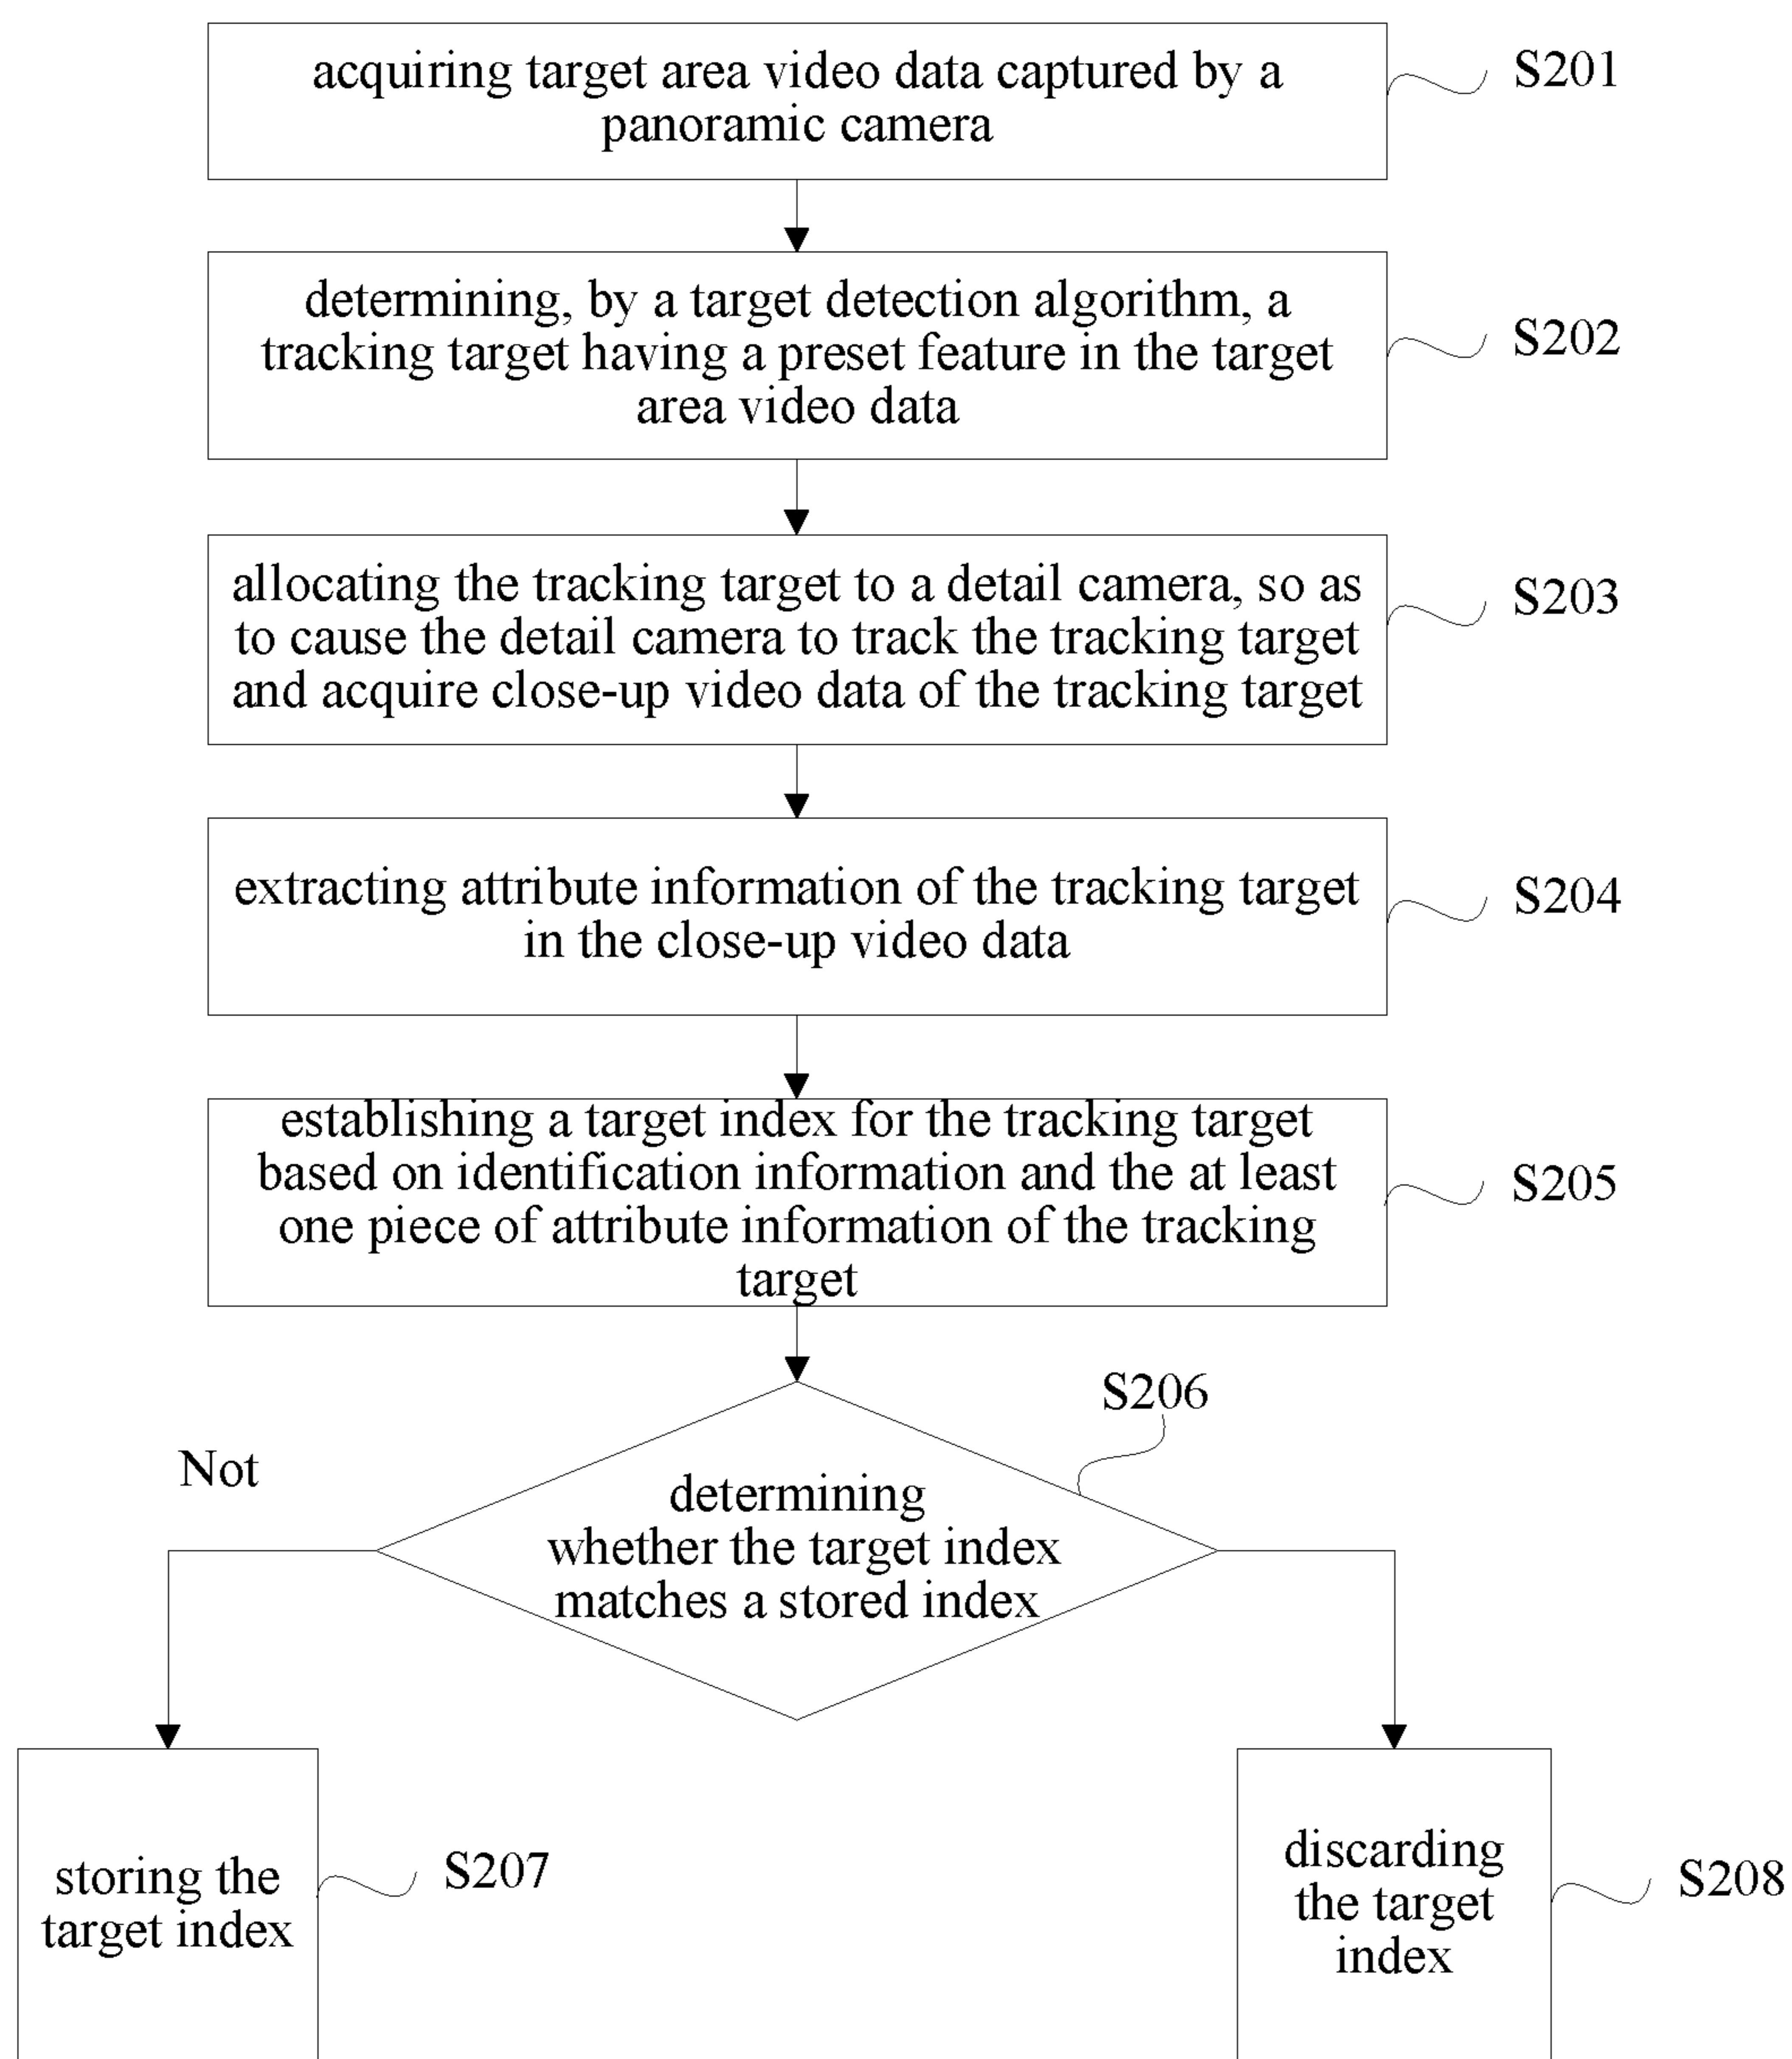 acquiring target area video data captured by a
panoramic camera
S201
determining, by a target detection algorithm, a
tracking target having a preset feature in the target
area video data
S202
allocating the tracking target to a detail camera, so as
to cause the detail camera to track the tracking target
and acquire close-up video data of the tracking target
S203
extracting attribute information of the tracking target
in the close-up video data
S204
establishing a target index for the tracking target
based on identification information and the at least
one piece of attribute information of the tracking
target
S205
S206
Not
determining
whether the target index
matches a stored index
storing the
target index
S207
discarding
the target
index
S208